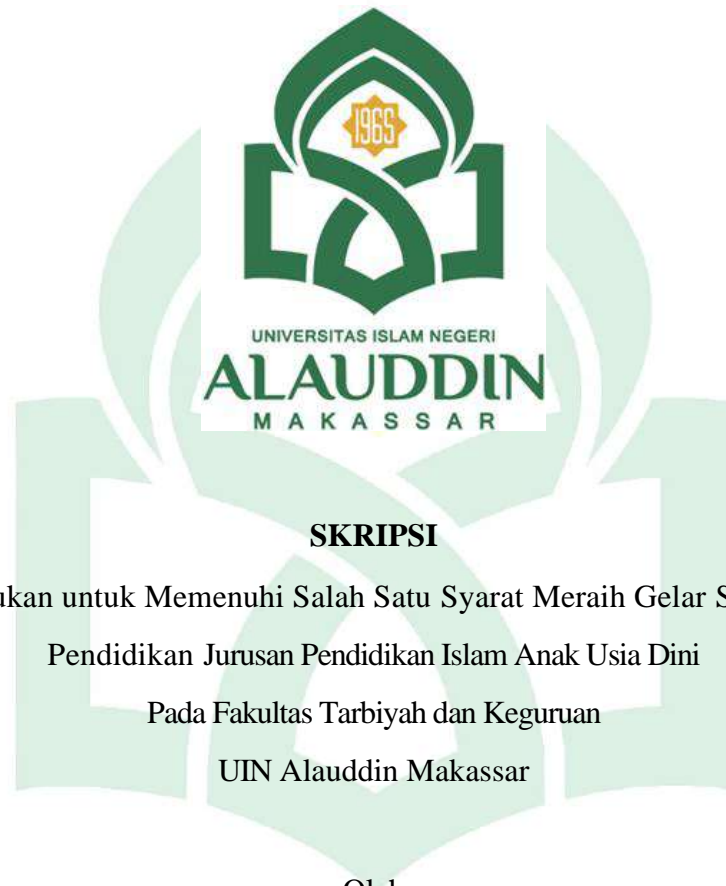 1965
UNIVERSITAS ISLAM NEGERI
ALAUDDIN
MAKASSAR
SKRIPSI
ukan untuk Memenuhi Salah Satu Syarat Meraih Gelar S
Pendidikan Jurusan Pendidikan Islam Anak Usia Dini
Pada Fakultas Tarbiyah dan Keguruan
UIN Alauddin Makassar